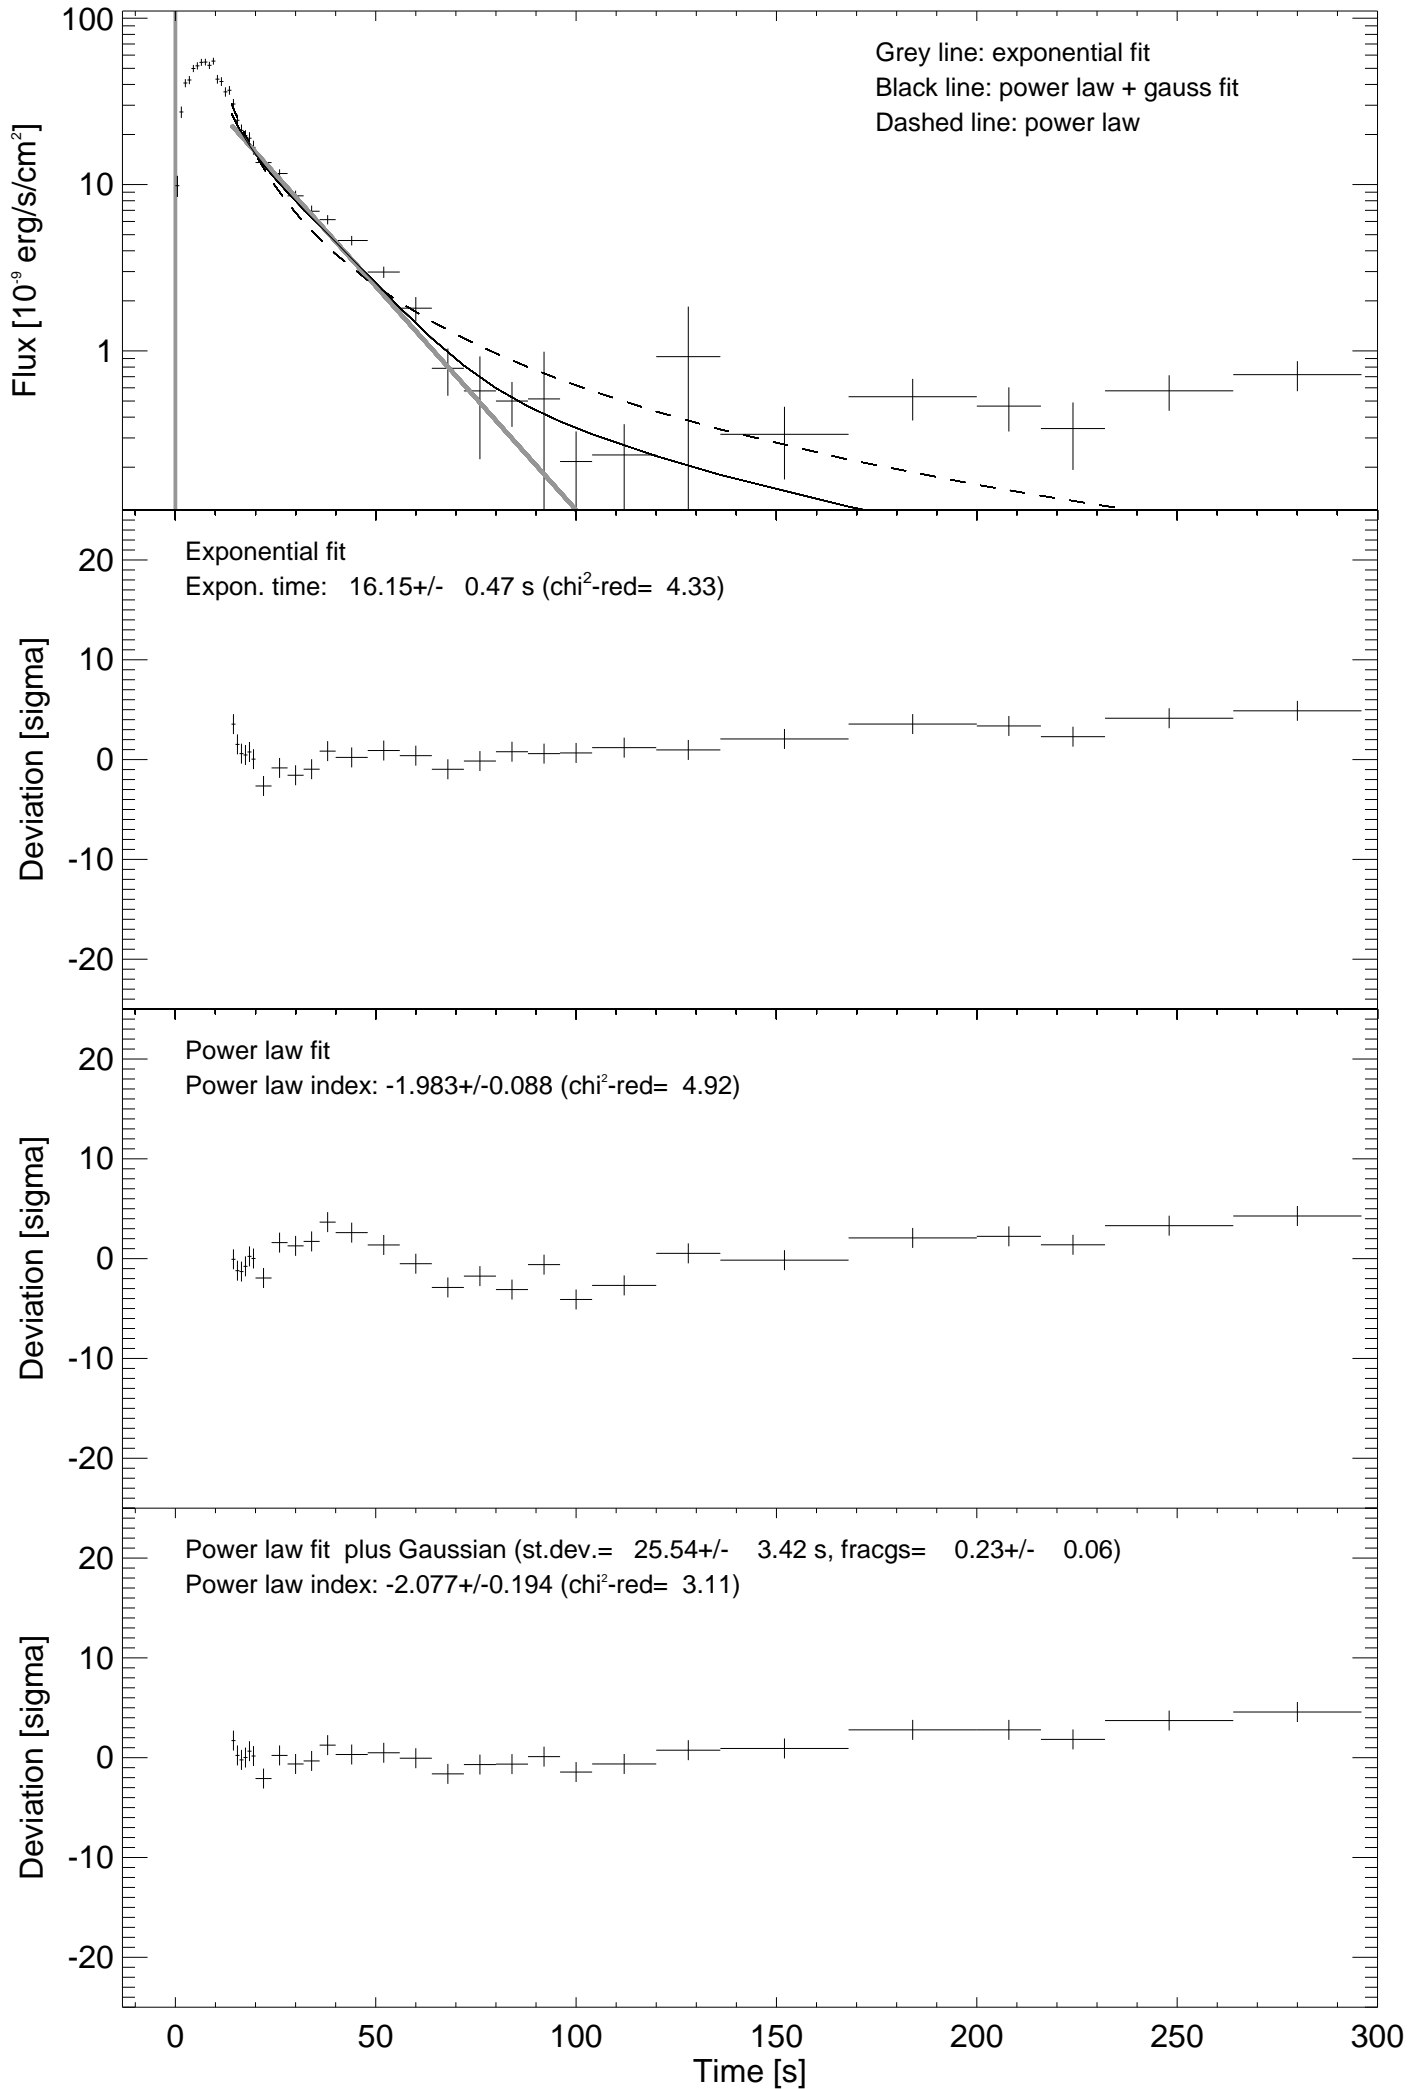 100
10
1
Flux [10⁻⁹ erg/s/cm²]
Grey line: exponential fit
Black line: power law + gauss fit
Dashed line: power law
20
10
0
-10
-20
Deviation [sigma]
Exponential fit
Expon. time: 16.15+/- 0.47 s (chi²-red= 4.33)
20
10
0
-10
-20
Deviation [sigma]
Power law fit
Power law index: -1.983+/-0.088 (chi²-red= 4.92)
20
10
0
-10
-20
Deviation [sigma]
Power law fit plus Gaussian (st.dev.= 25.54+/- 3.42 s, fracgs= 0.23+/- 0.06)
Power law index: -2.077+/-0.194 (chi²-red= 3.11)
0 50 100 150 200 250 300
Time [s]